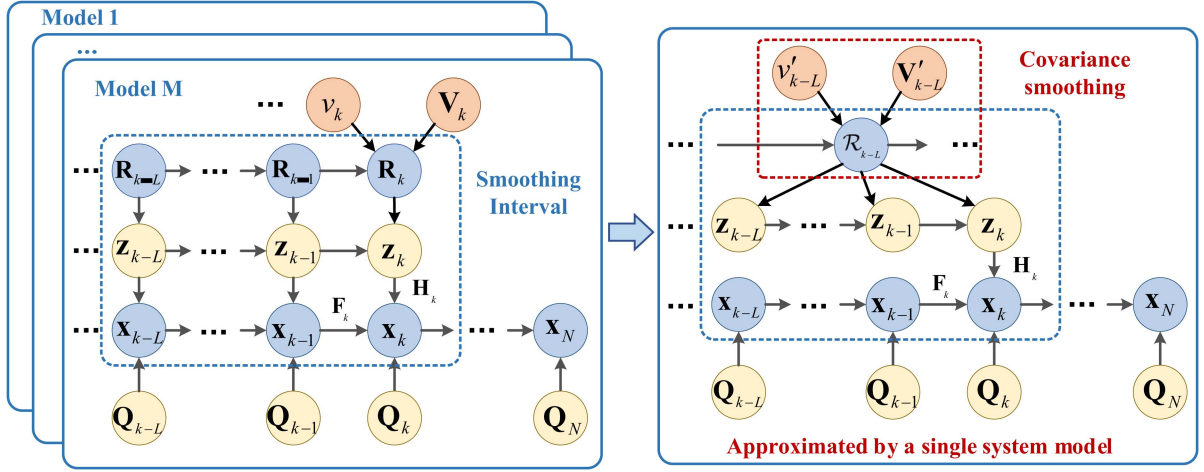 Model 1
...
Model M
... ν_k V_k
... R_{k-L} ... R_{k-1} R_k
Smoothing
Interval
... z_{k-L} ... z_{k-1} z_k
F_k H_k
... x_{k-L} ... x_{k-1} x_k ... x_N
Q_{k-L} Q_{k-1} Q_k Q_N
ν′_{k-L} V′_{k-L}
Covariance
smoothing
... ℛ_{k-L} ...
... z_{k-L} ... z_{k-1} z_k
F_k H_k
... x_{k-L} ... x_{k-1} x_k ... x_N
Q_{k-L} Q_{k-1} Q_k Q_N
Approximated by a single system model